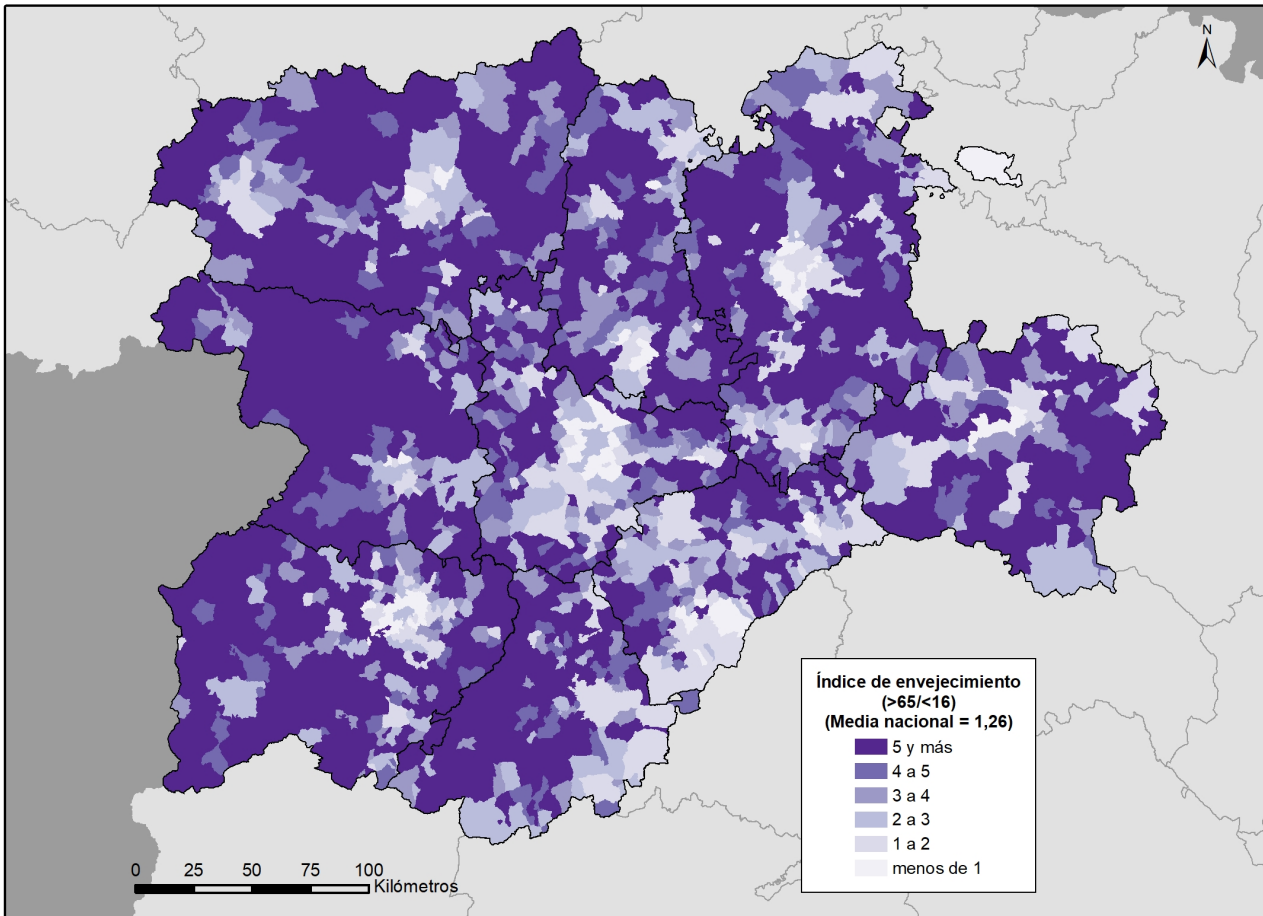 N
Índice de envejecimiento
(>65/<16)
(Media nacional = 1,26)
5 y más
4 a 5
3 a 4
2 a 3
1 a 2
menos de 1
0 25 50 75 100
Kilómetros